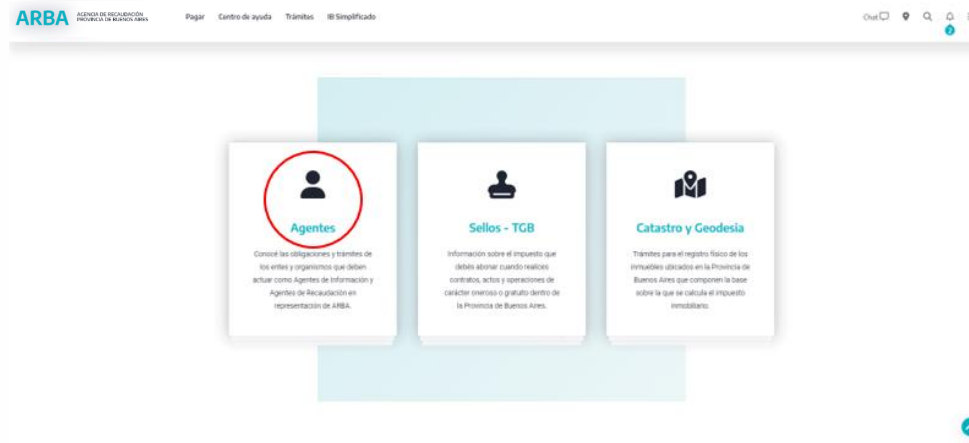 ARBA
AGENCIA DE RECAUDACIÓN
PROVINCIA DE BUENOS AIRES
Pagar Centro de ayuda Trámites IB Simplificado
Chat
2
Agentes
Conocé las obligaciones y trámites de
los entes y organismos que deben
actuar como Agentes de Información y
Agentes de Recaudación en
representación de ARBA.
Sellos - TGB
Información sobre el impuesto que
debés abonar cuando realices
contratos, actos y operaciones de
carácter oneroso o gratuito dentro de
la Provincia de Buenos Aires.
Catastro y Geodesia
Trámites para el registro físico de los
inmuebles ubicados en la Provincia de
Buenos Aires que componen la base
sobre la que se calcula el impuesto
inmobiliario.